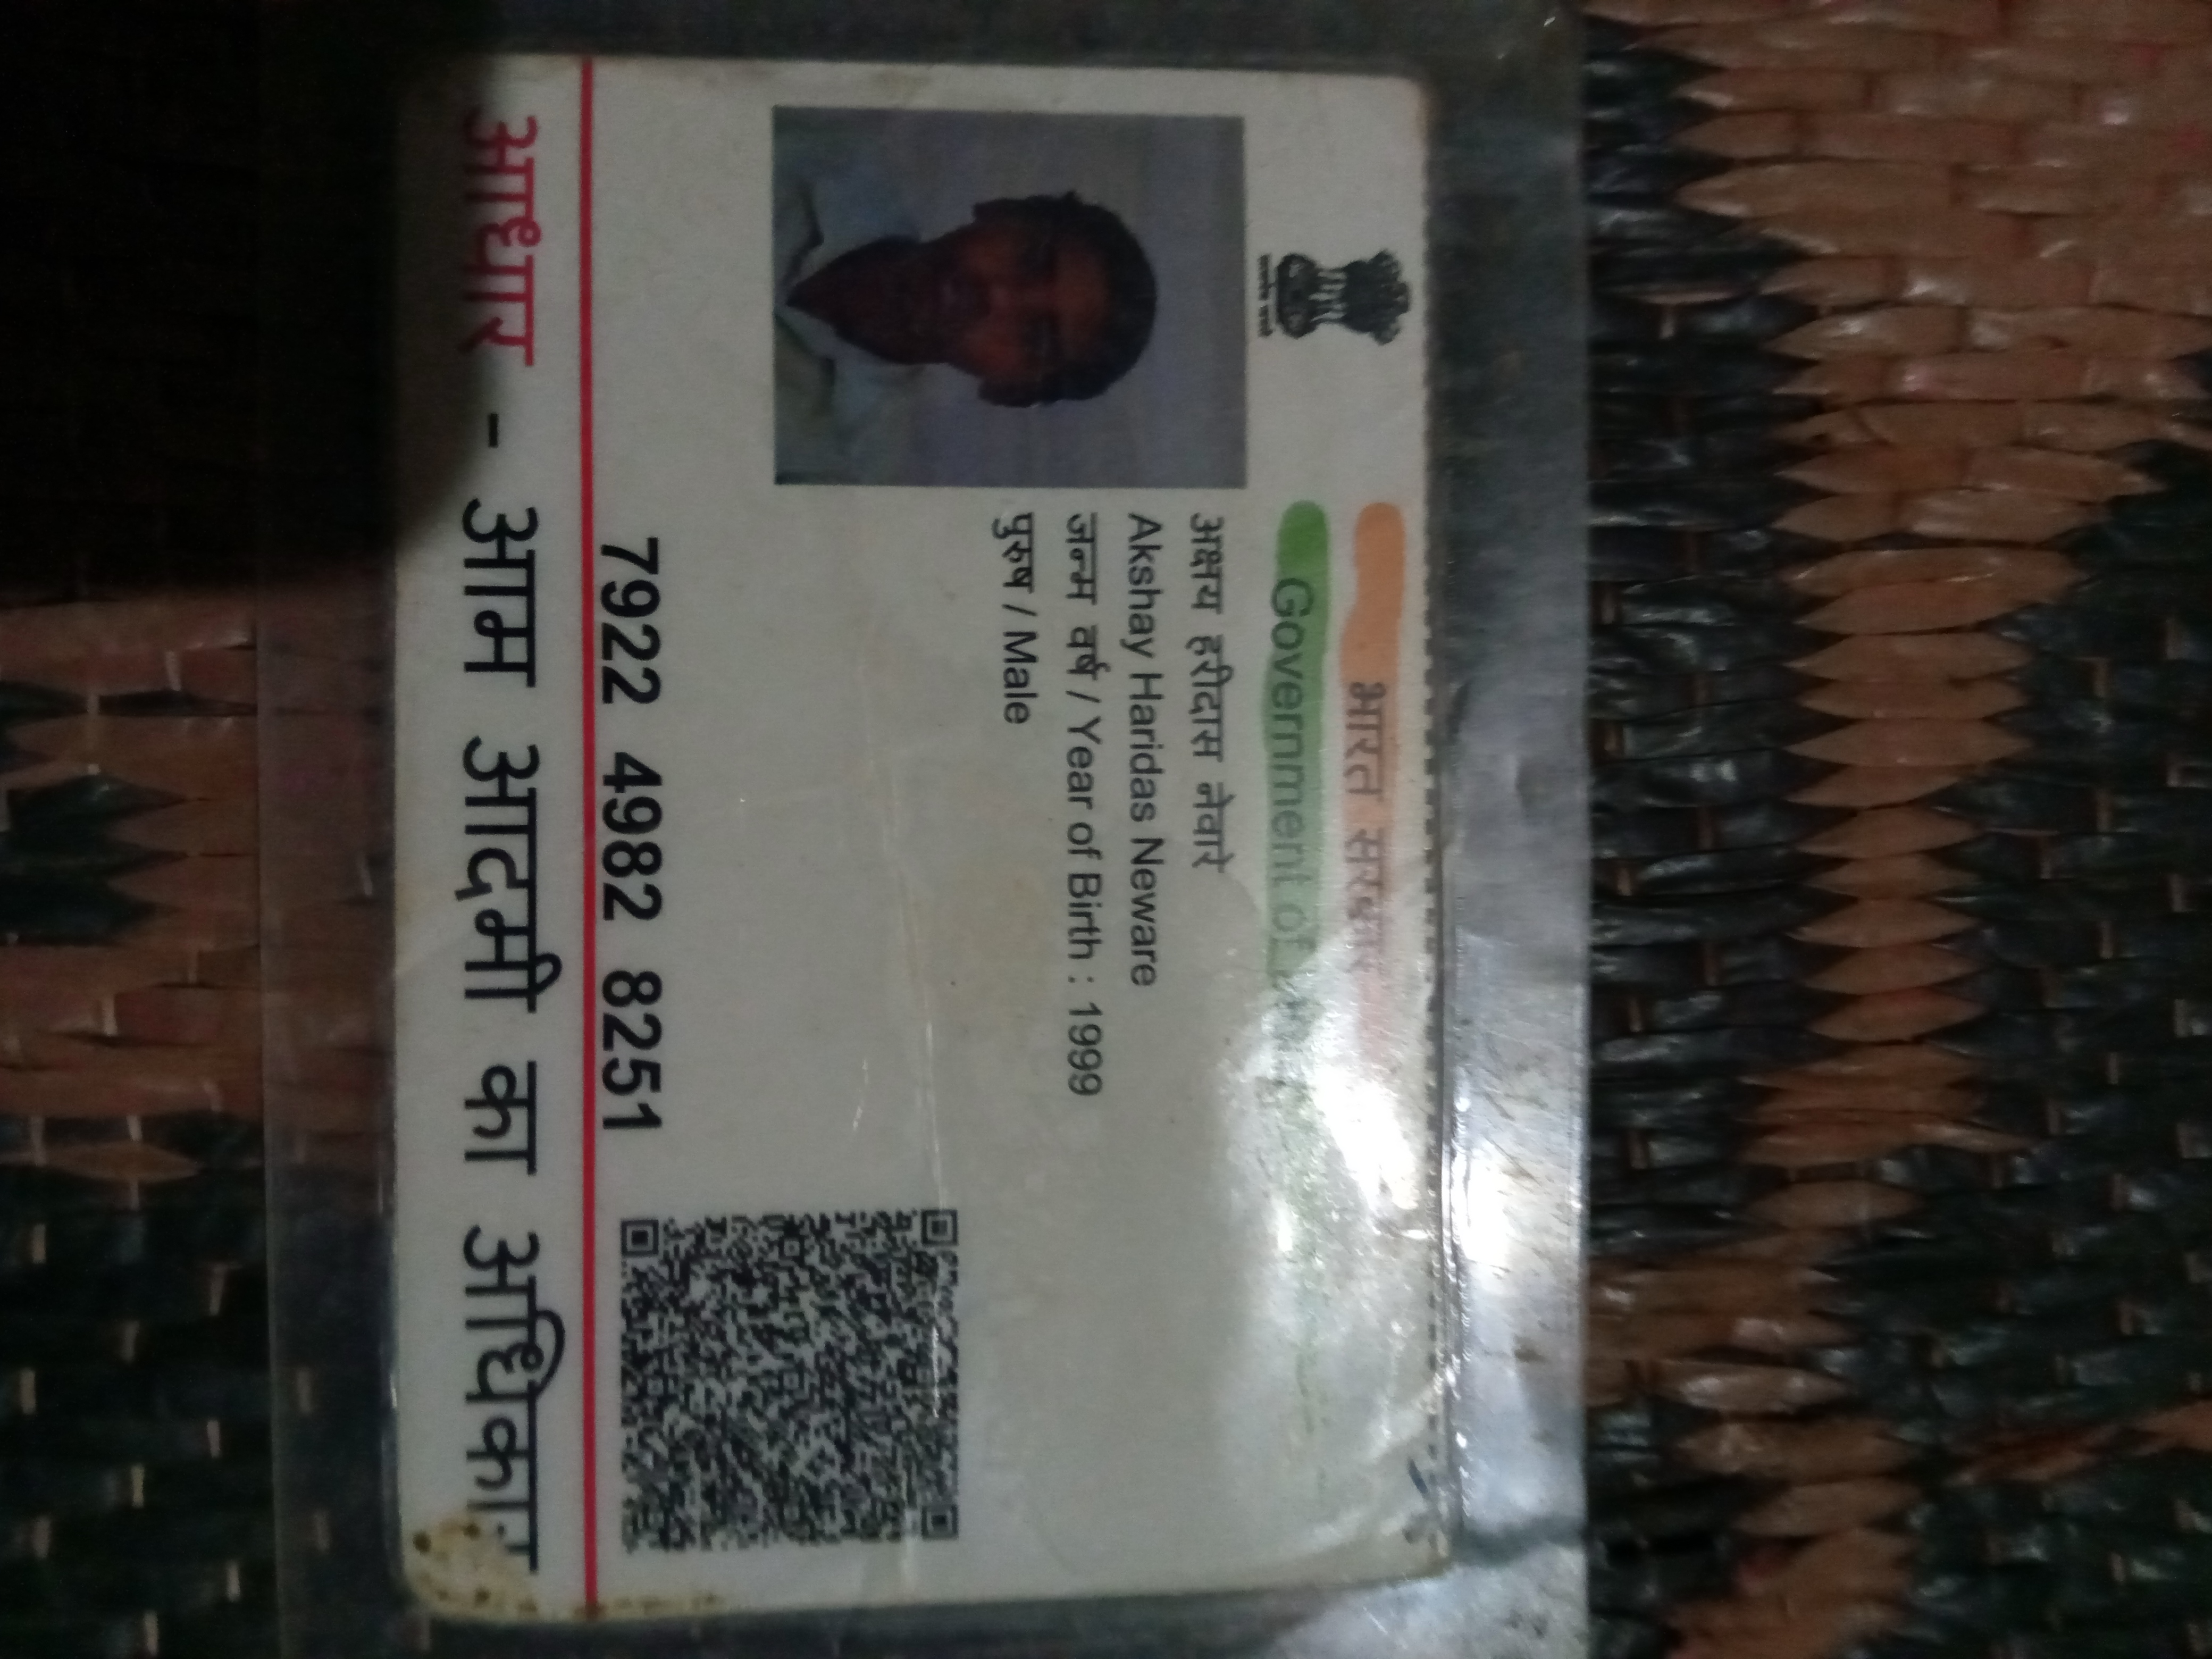 भारत सरकार
Government of
अक्षय हरीदास नेवारे
Akshay Haridas Neware
जन्म वर्ष / Year of Birth : 1999
पुरुष / Male
7922 4982 8251
आधार - आम आदमी का अधिकार